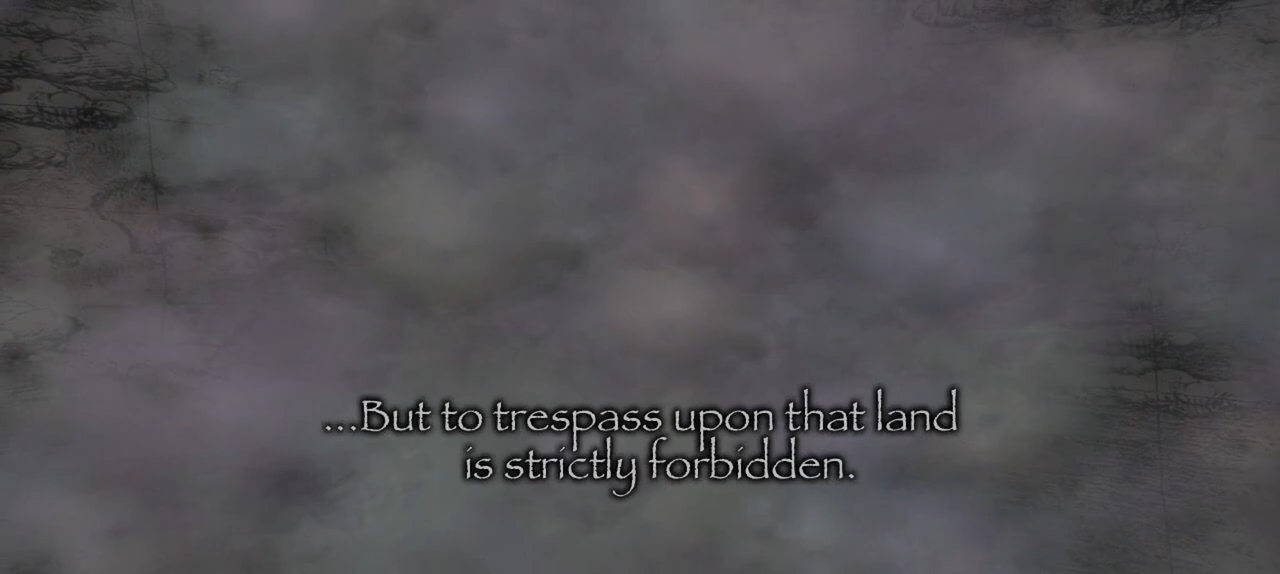 ...But to trespass upon that land
is strictly forbidden.